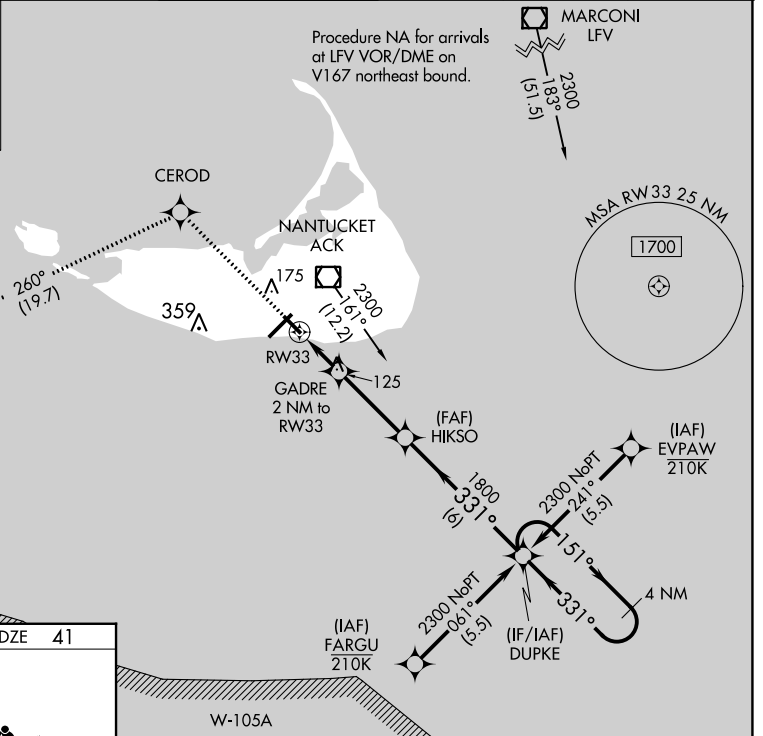 MARCONI
LFV
Procedure NA for arrivals
at LFV VOR/DME on
V167 northeast bound.
2300
183°
(51.5)
CEROD
MSA RW33 25 NM
1700
NANTUCKET
ACK
175
2300
161°
(12.2)
260°
(19.7)
359
RW33
125
GADRE
2 NM to
RW33
(FAF)
HIKSO
(IAF)
EVPAW
210K
1800
331°
(6)
2300 NoPT
241°
(5.5)
151°
4 NM
331°
2300 NoPT
061°
(5.5)
(IF/IAF)
DUPKE
(IAF)
FARGU
210K
DZE 41
W-105A